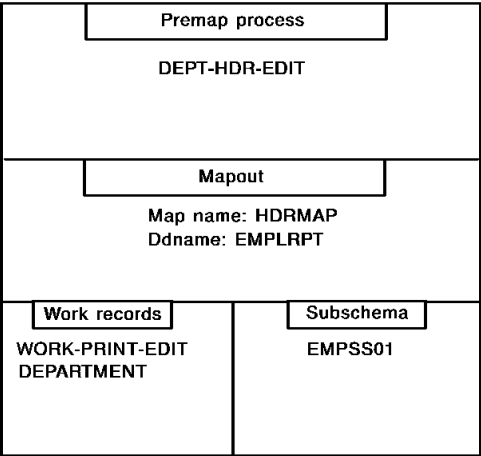 Premap process
DEPT-HDR-EDIT
Mapout
Map name: HDRMAP
Ddname: EMPLRPT
Work records
WORK-PRINT-EDIT
DEPARTMENT
Subschema
EMPSS01